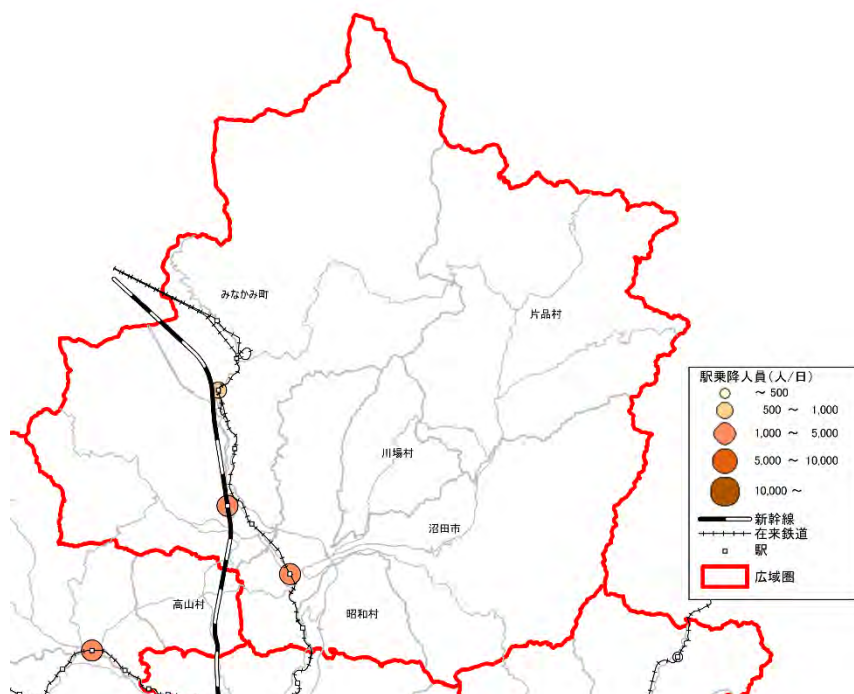 みなかみ町
片品村
川場村
沼田市
高山村
昭和村
駅乗降人員(人/日)
～ 500
500 ～ 1,000
1,000 ～ 5,000
5,000 ～ 10,000
10,000 ～
新幹線
在来鉄道
駅
広域圏